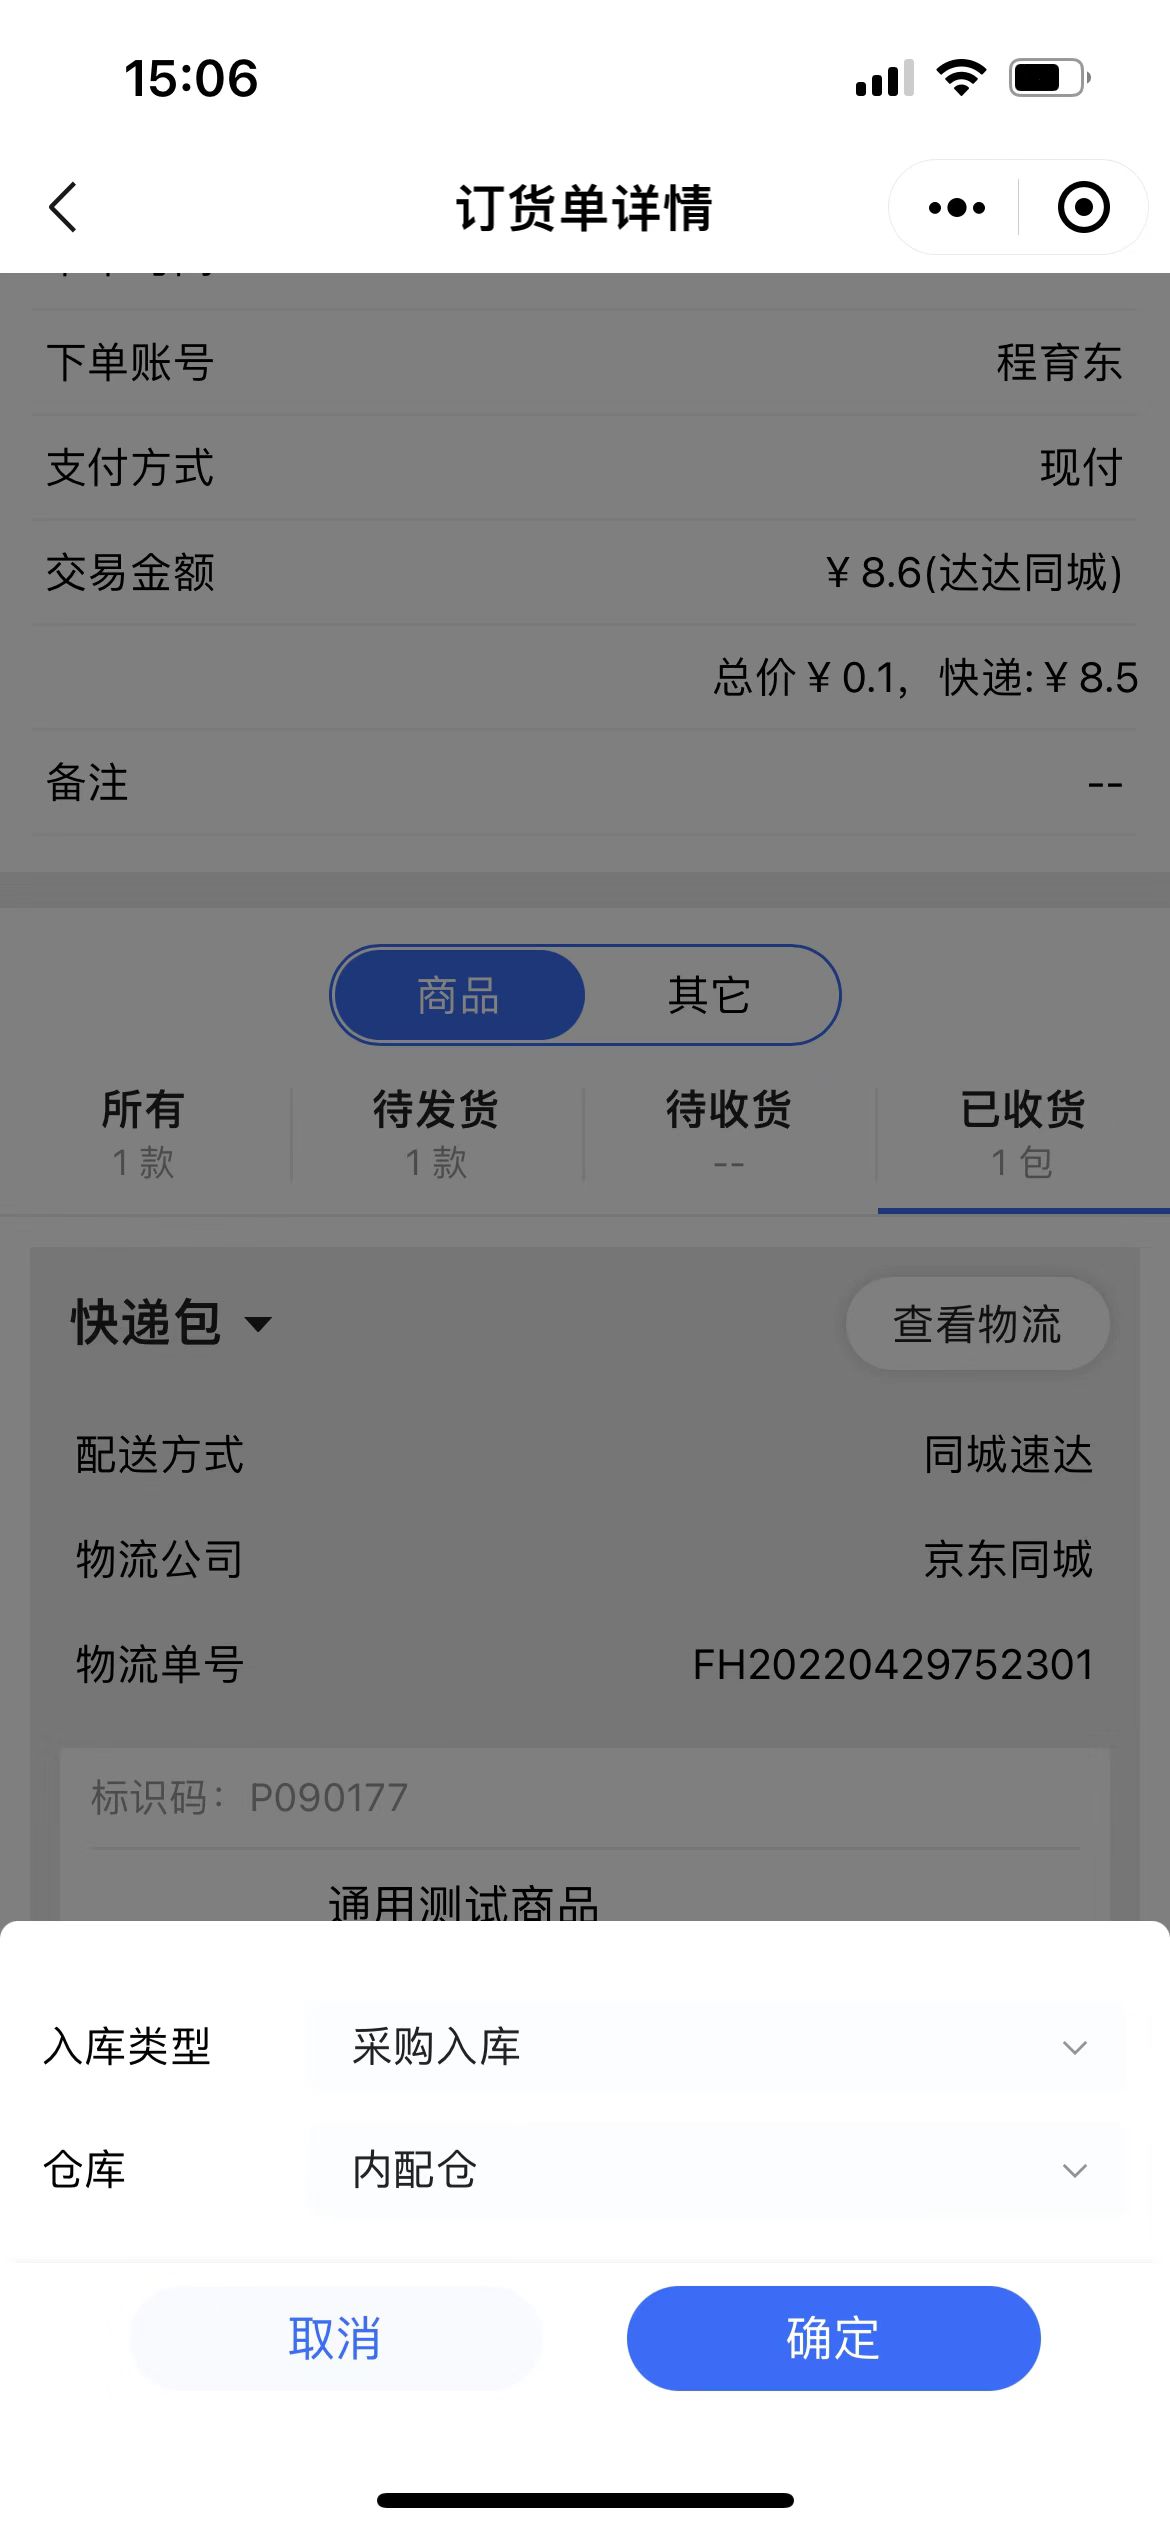 15:06
订货单详情
下单账号 程育东
支付方式 现付
交易金额 ¥ 8.6(达达同城)
总价 ¥ 0.1, 快递: ¥ 8.5
备注 --
商品 其它
所有 待发货 待收货 已收货
1 款 1 款 -- 1 包
快递包 查看物流
配送方式 同城速达
物流公司 京东同城
物流单号 FH20220429752301
标识码: P090177
通用测试商品
入库类型 采购入库
仓库 内配仓
取消 确定